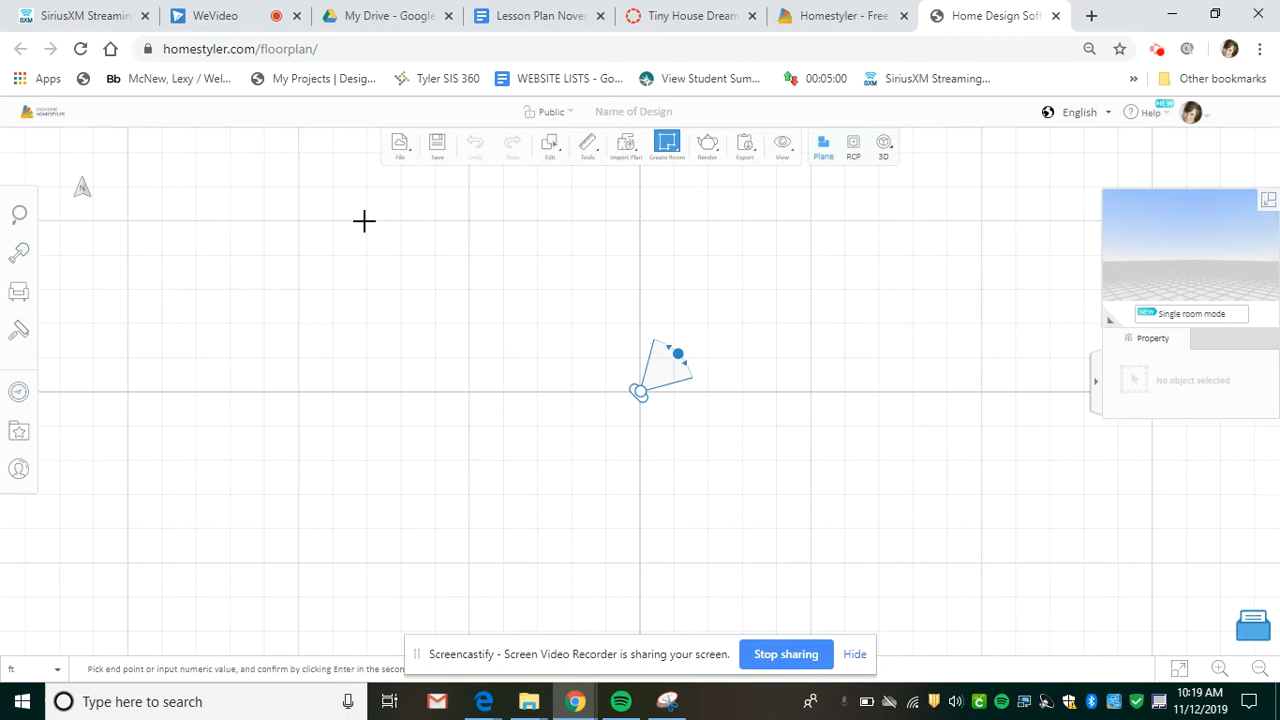 SiriusXM Streamin
WeVideo
My Drive - Google
Lesson Plan Nover
Tiny House Dream
Homestyler - Free
Home Design Soft
homestyler.com/floorplan/
Apps
Bb
McNew, Lexy / Wel...
My Projects | Desig...
Tyler SIS 360
WEBSITE LISTS - Go...
View Student Sum...
00:05:00
SXM
SiriusXM Streaming...
»
Other bookmarks
EASYHOME
HOMESTYLER
Public
Name of Design
English
NEW
Help
File
Save
Undo
Redo
Edit
Tools
Import Plan
Create Room
Render
Export
View
Plane
RCP
3D
N
NEW
Single room mode
Property
No object selected
ft
Pick end point or input numeric value, and confirm by clicking Enter in the secon
Screencastify - Screen Video Recorder is sharing your screen.
Stop sharing
Hide
Type here to search
10:19 AM
11/12/2019